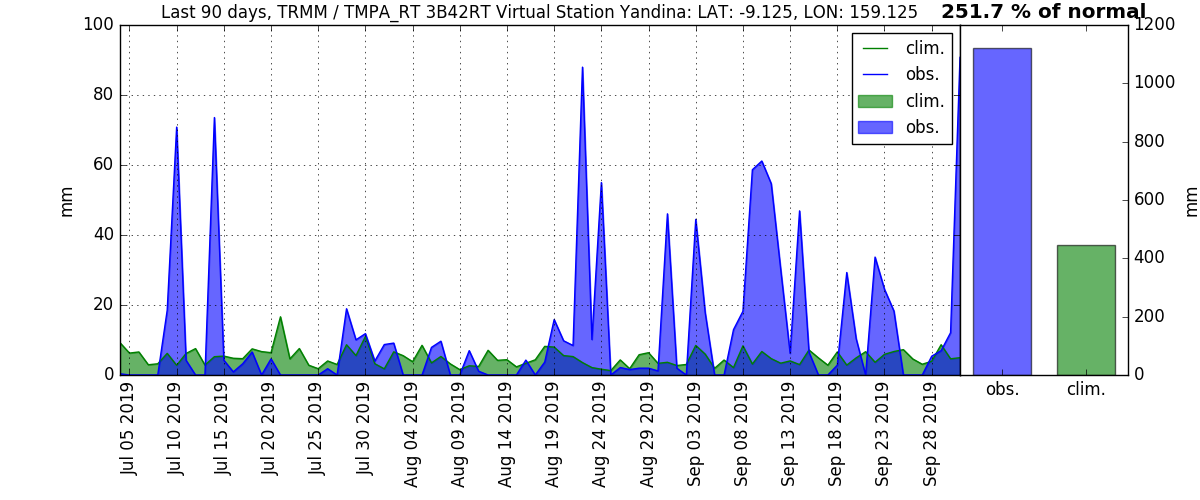 Last 90 days, TRMM / TMPA_RT 3B42RT Virtual Station Yandina: LAT: -9.125, LON: 159.125
251.7 % of normal
100
80
60
40
20
0
mm
clim.
obs.
clim.
obs.
1200
1000
800
600
400
200
0
mm
obs.
clim.
Jul 05 2019
Jul 10 2019
Jul 15 2019
Jul 20 2019
Jul 25 2019
Jul 30 2019
Aug 04 2019
Aug 09 2019
Aug 14 2019
Aug 19 2019
Aug 24 2019
Aug 29 2019
Sep 03 2019
Sep 08 2019
Sep 13 2019
Sep 18 2019
Sep 23 2019
Sep 28 2019